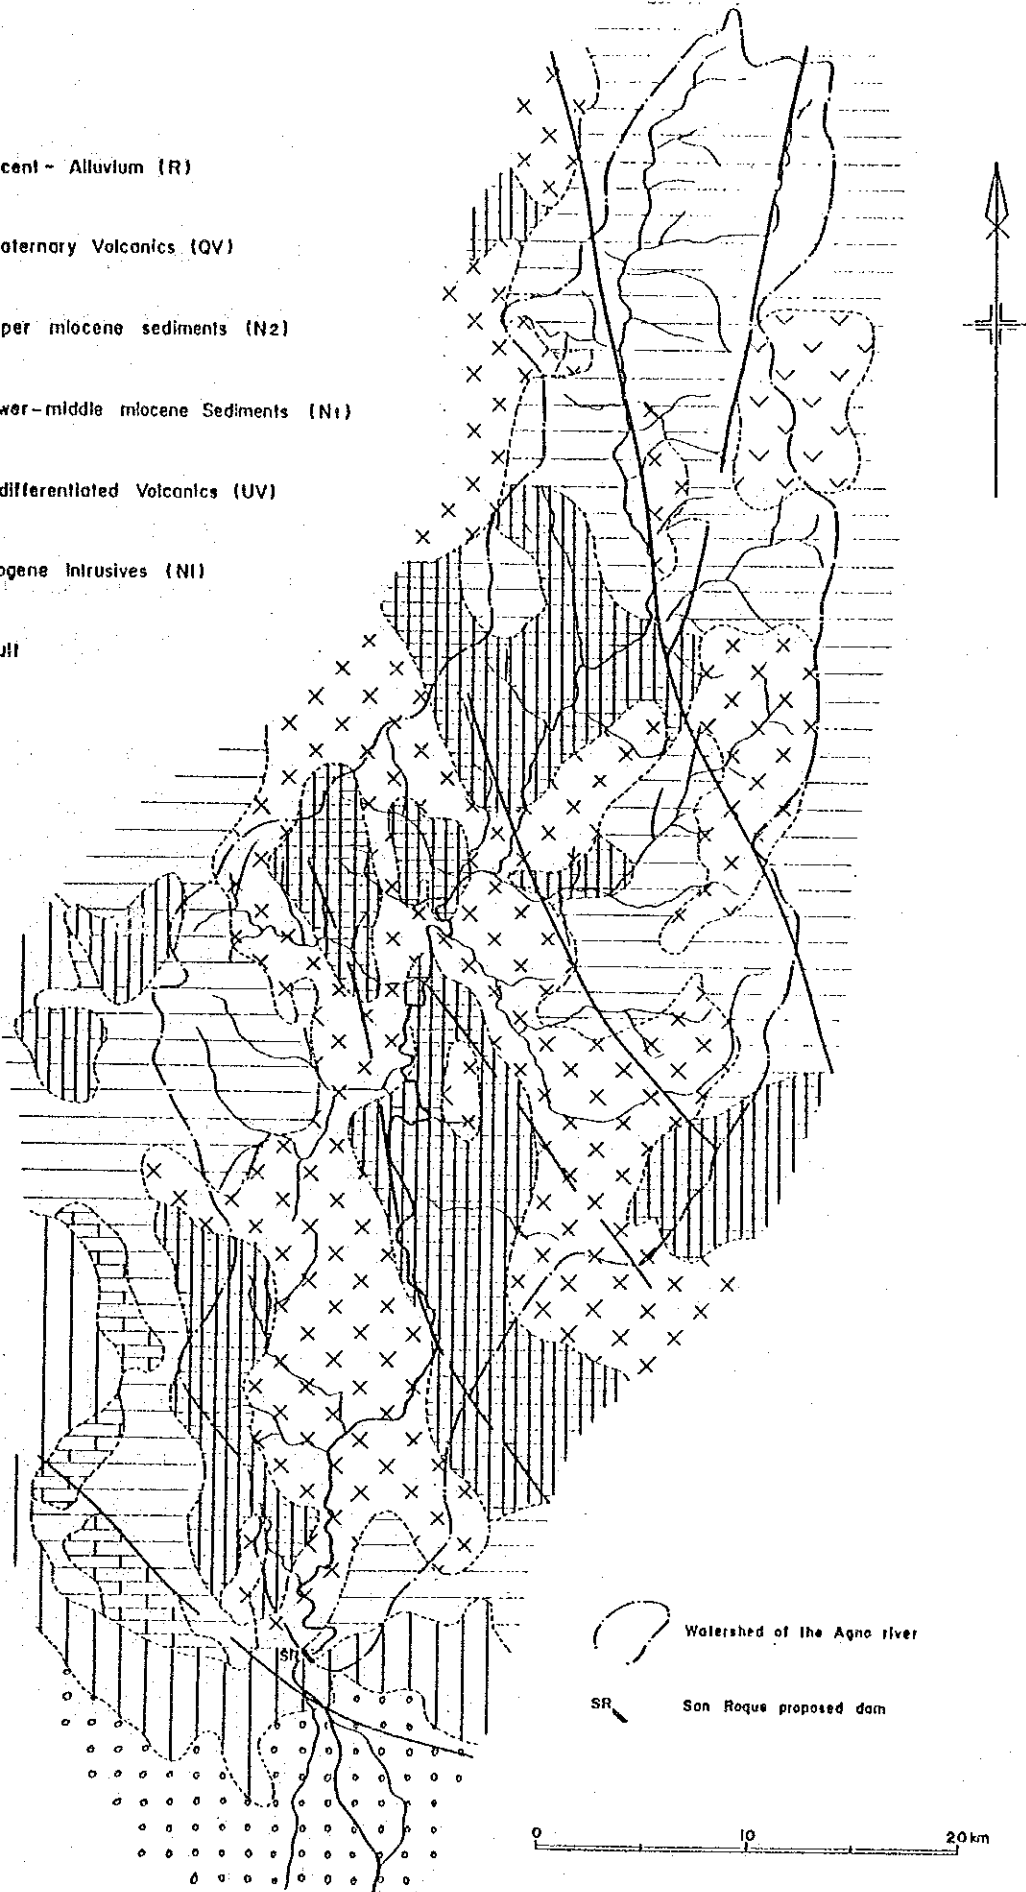 cent ~ Alluvium (R)
aternary Volcanics (QV)
per miocene sediments (N2)
wer-middle miocene Sediments (N1)
differentiated Volcanics (UV)
ogene Intrusives (NI)
ult
SR
Watershed of the Agno river
SR
San Roque proposed dam
0 10 20km